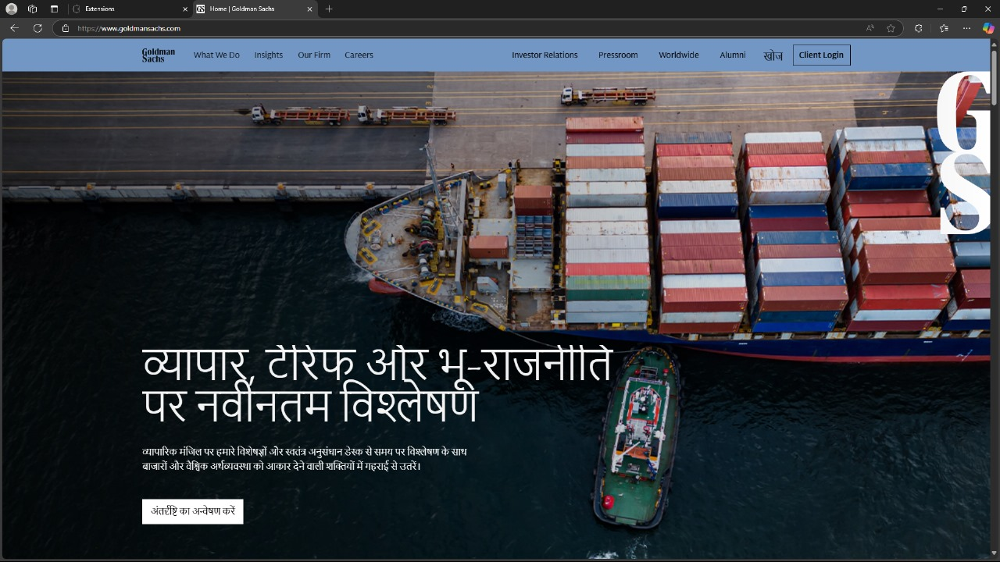 Extensions
Home | Goldman Sachs
https://www.goldmansachs.com
Goldman
Sachs
What We Do
Insights
Our Firm
Careers
Investor Relations
Pressroom
Worldwide
Alumni
खोज
Client Login
GS
व्यापार, टैरिफ और भू-राजनीति
पर नवीनतम विश्लेषण
व्यापारिक मंजिल पर हमारे विशेषज्ञों और स्वतंत्र अनुसंधान डेस्क से समय पर विश्लेषण के साथ
बाजारों और वैश्विक अर्थव्यवस्था को आकार देने वाली शक्तियों में गहराई से उतरें।
अंतर्दृष्टि का अन्वेषण करें